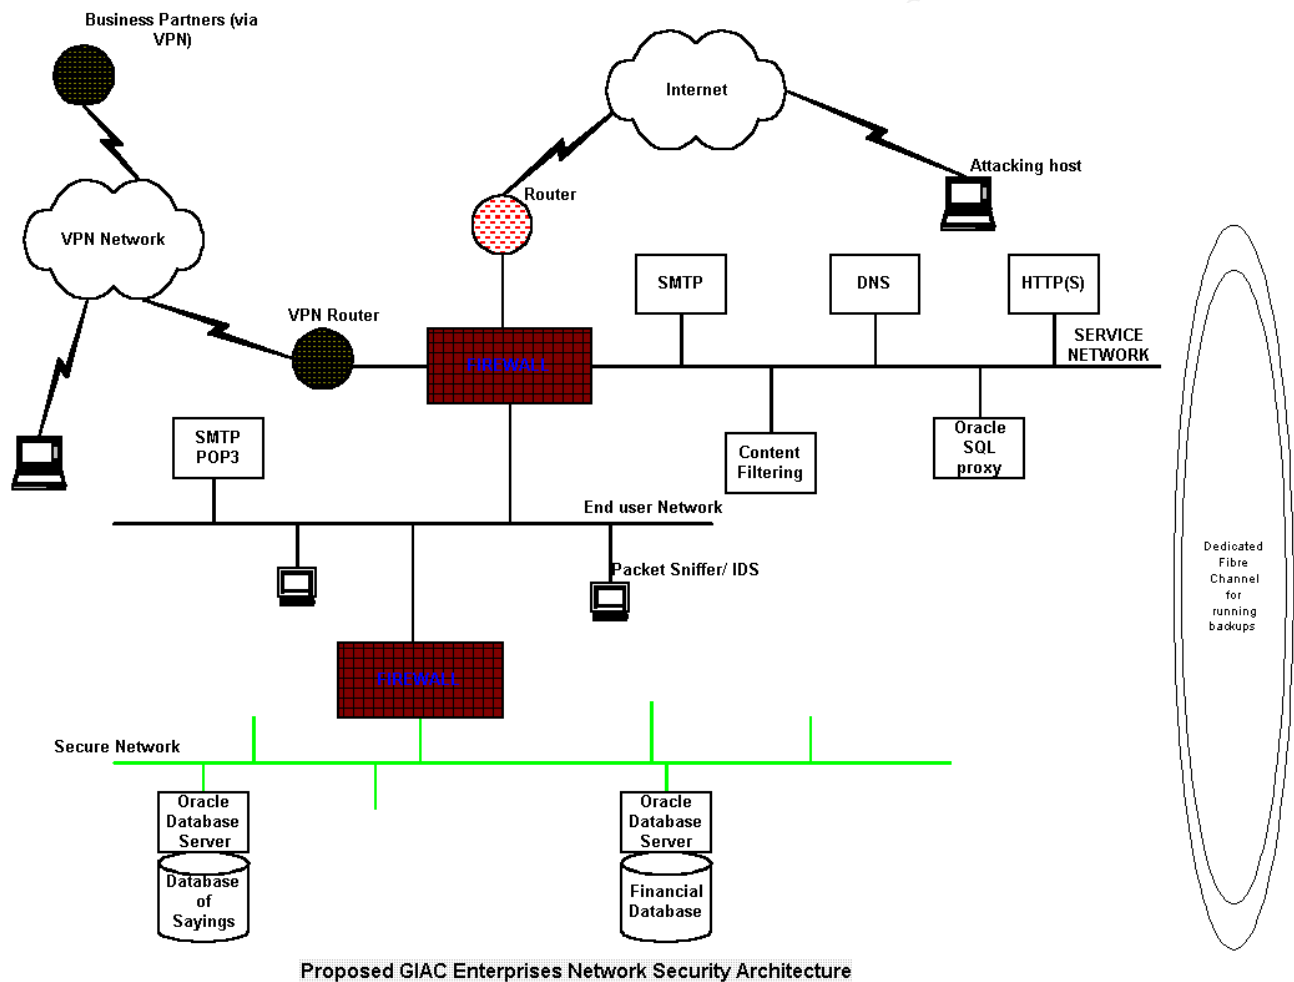 Business Partners (via
VPN)
Internet
Attacking host
Router
VPN Network
SMTP
DNS
HTTP(S)
VPN Router
SERVICE
NETWORK
FIREWALL
SMTP
POP3
Content
Filtering
Oracle
SQL
proxy
End user Network
Packet Sniffer/ IDS
Dedicated
Fibre
Channel
for
running
backups
FIREWALL
Secure Network
Oracle
Database
Server
Oracle
Database
Server
Database
of
Sayings
Financial
Database
Proposed GIAC Enterprises Network Security Architecture